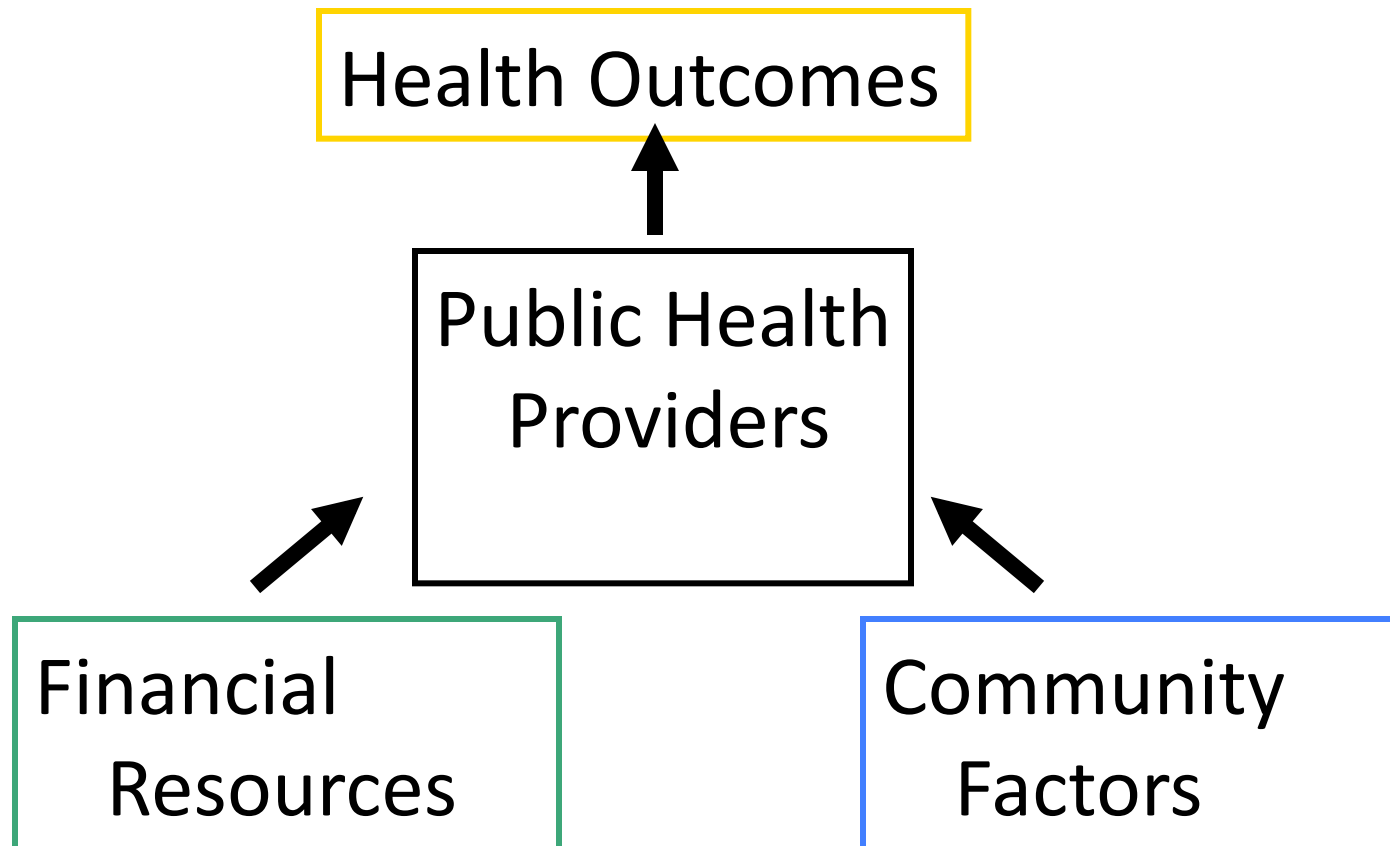 Health Outcomes
Public Health
Providers
Financial
Resources
Community
Factors